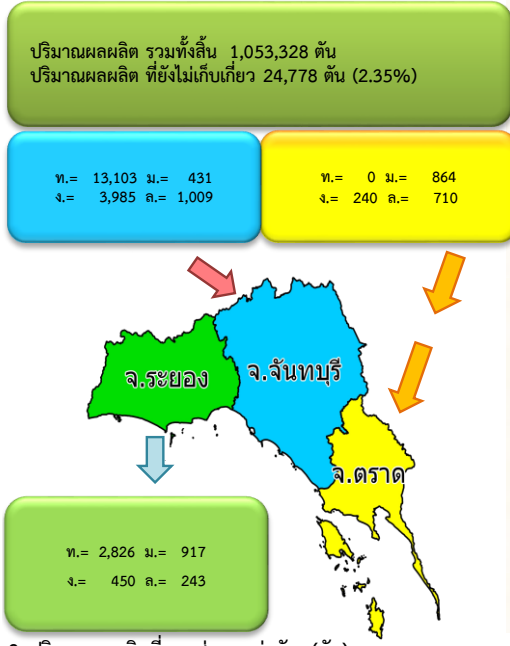 ปริมาณผลผลิต รวมทั้งสิ้น 1,053,328 ตัน
ปริมาณผลผลิต ที่ยังไม่เก็บเกี่ยว 24,778 ตัน (2.35%)
ท.= 13,103 ม.= 431
ง.= 3,985 ล.= 1,009
ท.= 0 ม.= 864
ง.= 240 ล.= 710
จ.ระยอง
จ.จันทบุรี
จ.ตราด
ท.= 2,826 ม.= 917
ง.= 450 ล.= 243